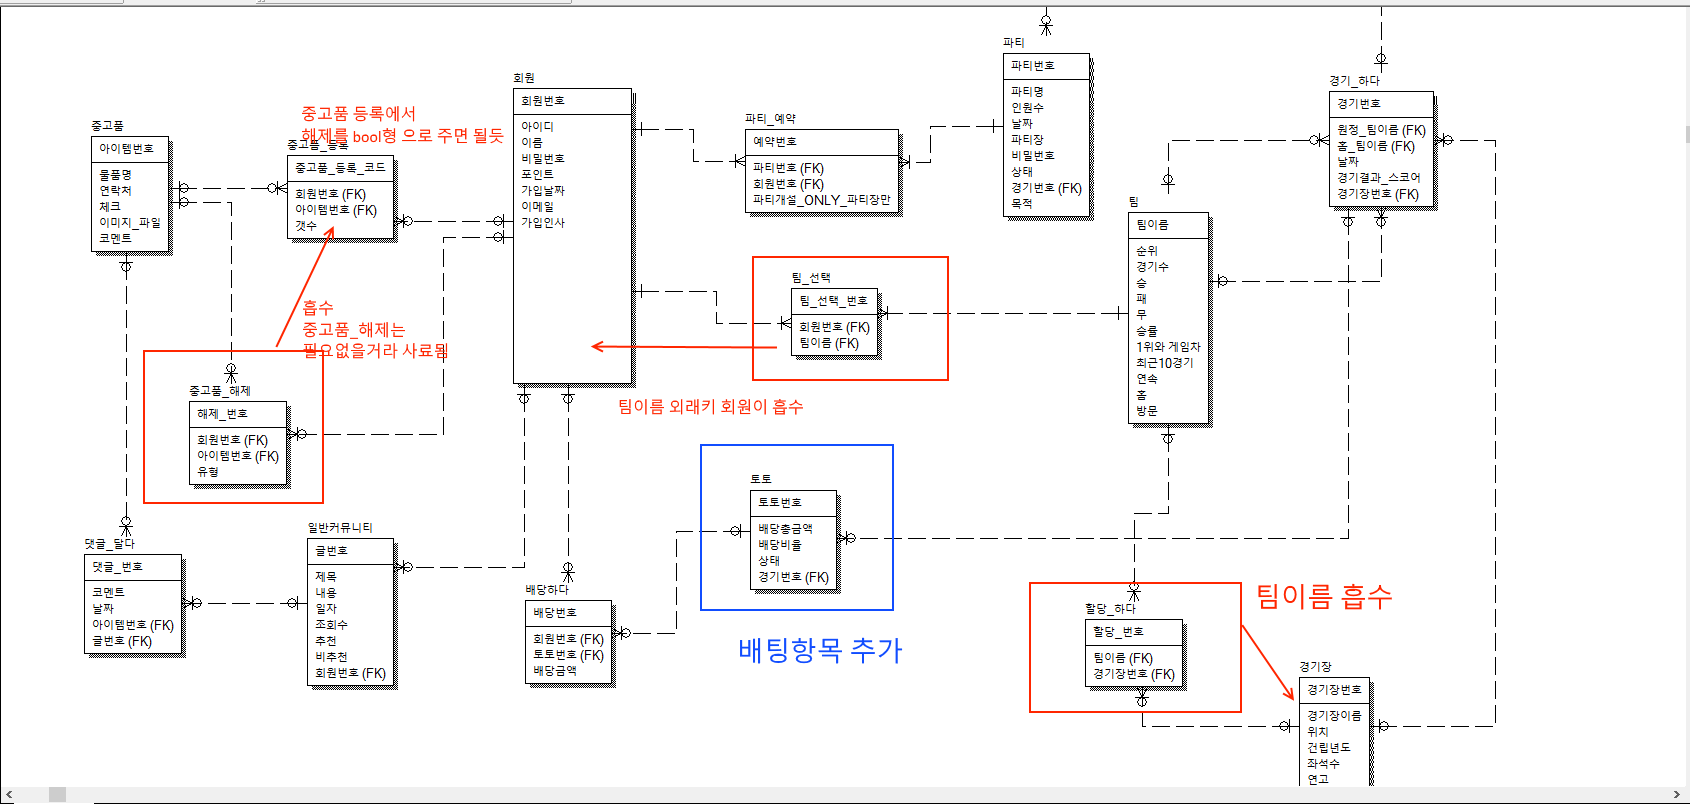 중고품
아이템번호
물품명
연락처
체크
이미지_파일
코멘트
중고품 등록에서
해제를 bool형 으로 주면 될듯
중고품_등록
중고품_등록_코드
회원번호 (FK)
아이템번호 (FK)
갯수
흡수
중고품_해제는
필요없을거라 사료됨
중고품_해제
해제_번호
회원번호 (FK)
아이템번호 (FK)
유형
댓글_달다
댓글_번호
코멘트
날짜
아이템번호 (FK)
글번호 (FK)
일반커뮤니티
글번호
제목
내용
일자
조회수
추천
비추천
회원번호 (FK)
회원
회원번호
아이디
이름
비밀번호
포인트
가입날짜
이메일
가입인사
파티_예약
예약번호
파티번호 (FK)
회원번호 (FK)
파티개설_ONLY_파티장만
파티
파티번호
파티명
인원수
날짜
파티장
비밀번호
상태
경기번호 (FK)
목적
팀_선택
팀_선택_번호
회원번호 (FK)
팀이름 (FK)
팀이름 외래키 회원이 흡수
배당하다
배당번호
회원번호 (FK)
토토번호 (FK)
배당금액
토토
토토번호
배당총금액
배당비율
상태
경기번호 (FK)
배팅항목 추가
팀
팀이름
순위
경기수
승
패
무
승률
1위와 게임차
최근10경기
연속
홈
방문
경기_하다
경기번호
원정_팀이름 (FK)
홈_팀이름 (FK)
날짜
경기결과_스코어
경기장번호 (FK)
할당_하다
할당_번호
팀이름 (FK)
경기장번호 (FK)
팀이름 흡수
경기장
경기장번호
경기장이름
위치
건립년도
좌석수
연고